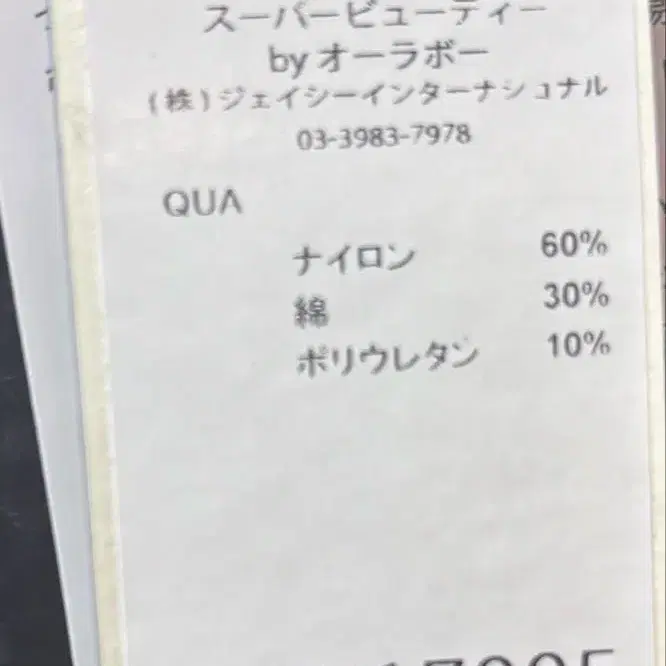 スーパービューティー
by オーラボー
(株)ジェイシーインターナショナル
03-3983-7978
QUA
ナイロン 60%
綿 30%
ポリウレタン 10%